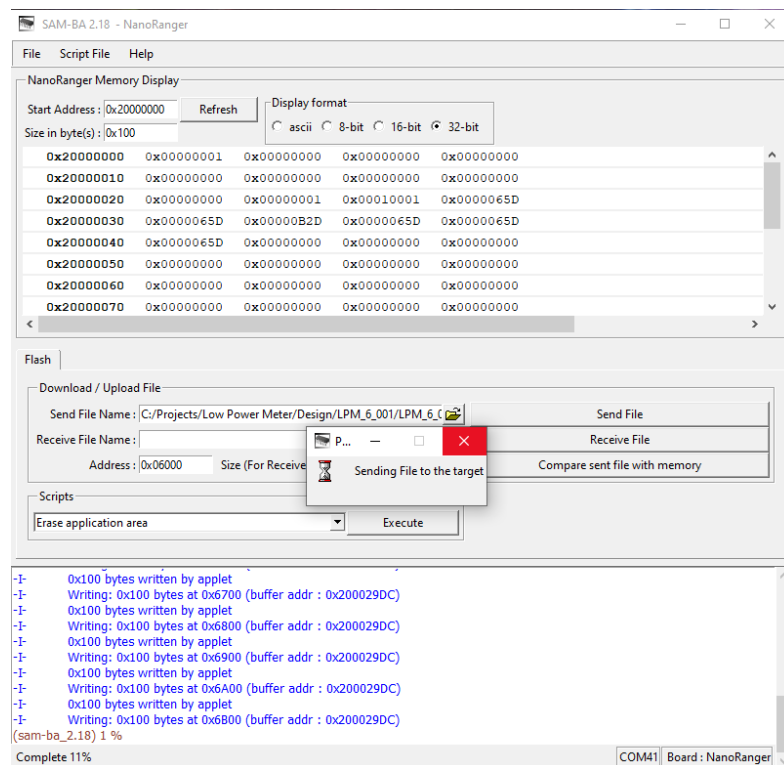 SAM-BA 2.18 - NanoRanger
File Script File Help
NanoRanger Memory Display
Start Address : 0x20000000 Refresh
Size in byte(s) : 0x100
Display format
ascii 8-bit 16-bit 32-bit
0x20000000 0x00000001 0x00000000 0x00000000 0x00000000
0x20000010 0x00000000 0x00000000 0x00000000 0x00000000
0x20000020 0x00000000 0x00000001 0x00010001 0x0000065D
0x20000030 0x0000065D 0x00000B2D 0x0000065D 0x0000065D
0x20000040 0x0000065D 0x00000000 0x00000000 0x00000000
0x20000050 0x00000000 0x00000000 0x00000000 0x00000000
0x20000060 0x00000000 0x00000000 0x00000000 0x00000000
0x20000070 0x00000000 0x00000000 0x00000000 0x00000000
Flash
Download / Upload File
Send File Name : C:/Projects/Low Power Meter/Design/LPM_6_001/LPM_6_0 Send File
Receive File Name : Receive File
Address : 0x06000 Size (For Receive Compare sent file with memory
P...
Sending File to the target
Scripts
Erase application area Execute
-I- 0x100 bytes written by applet
-I- Writing: 0x100 bytes at 0x6700 (buffer addr : 0x200029DC)
-I- 0x100 bytes written by applet
-I- Writing: 0x100 bytes at 0x6800 (buffer addr : 0x200029DC)
-I- 0x100 bytes written by applet
-I- Writing: 0x100 bytes at 0x6900 (buffer addr : 0x200029DC)
-I- 0x100 bytes written by applet
-I- Writing: 0x100 bytes at 0x6A00 (buffer addr : 0x200029DC)
-I- 0x100 bytes written by applet
-I- Writing: 0x100 bytes at 0x6B00 (buffer addr : 0x200029DC)
(sam-ba_2.18) 1 %
Complete 11% COM41 Board : NanoRanger